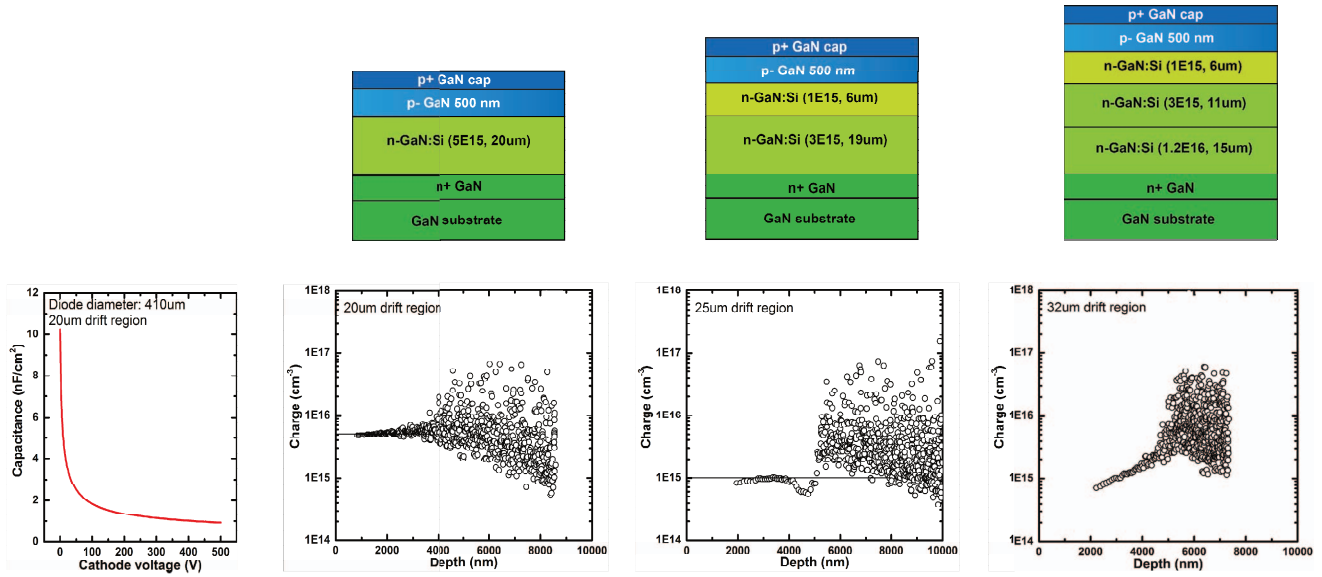 p+ GaN cap
p- GaN 500 nm
n-GaN:Si (5E15, 20um)
n+ GaN
GaN substrate
p+ GaN cap
p- GaN 500 nm
n-GaN:Si (1E15, 6um)
n-GaN:Si (3E15, 19um)
n+ GaN
GaN substrate
p+ GaN cap
p- GaN 500 nm
n-GaN:Si (1E15, 6um)
n-GaN:Si (3E15, 11um)
n-GaN:Si (1.2E16, 15um)
n+ GaN
GaN substrate
Diode diameter: 410um
20um drift region
Capacitance (nF/cm²)
12
10
8
6
4
2
0
0 100 200 300 400 500
Cathode voltage (V)
20um drift region
Charge (cm⁻³)
1E18
1E17
1E16
1E15
1E14
0 2000 4000 6000 8000 10000
Depth (nm)
25um drift region
Charge (cm⁻³)
1E18
1E17
1E16
1E15
1E14
0 2000 4000 6000 8000 10000
Depth (nm)
32um drift region
Charge (cm⁻³)
1E18
1E17
1E16
1E15
1E14
0 2000 4000 6000 8000 10000
Depth (nm)